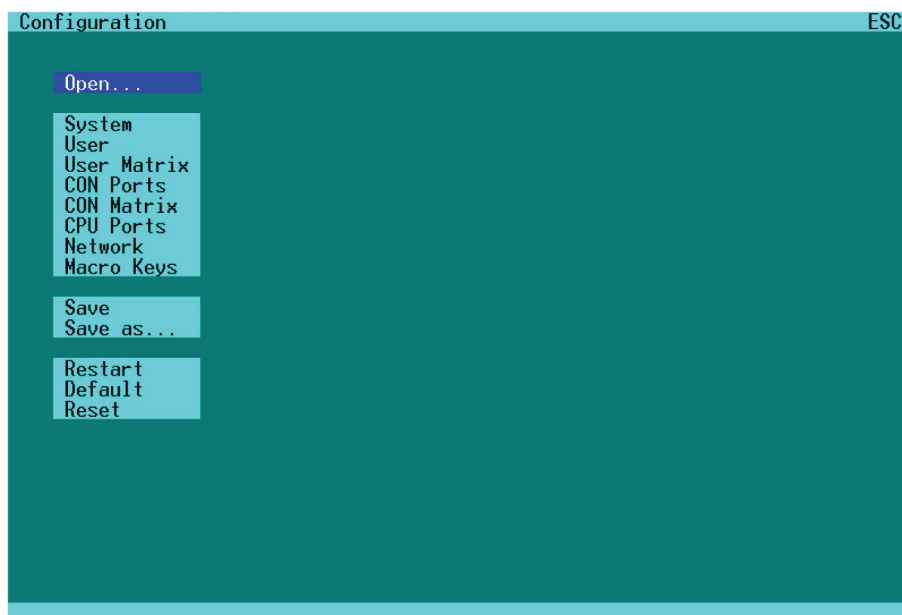 Configuration ESC
Open...
System
User
User Matrix
CON Ports
CON Matrix
CPU Ports
Network
Macro Keys
Save
Save as...
Restart
Default
Reset